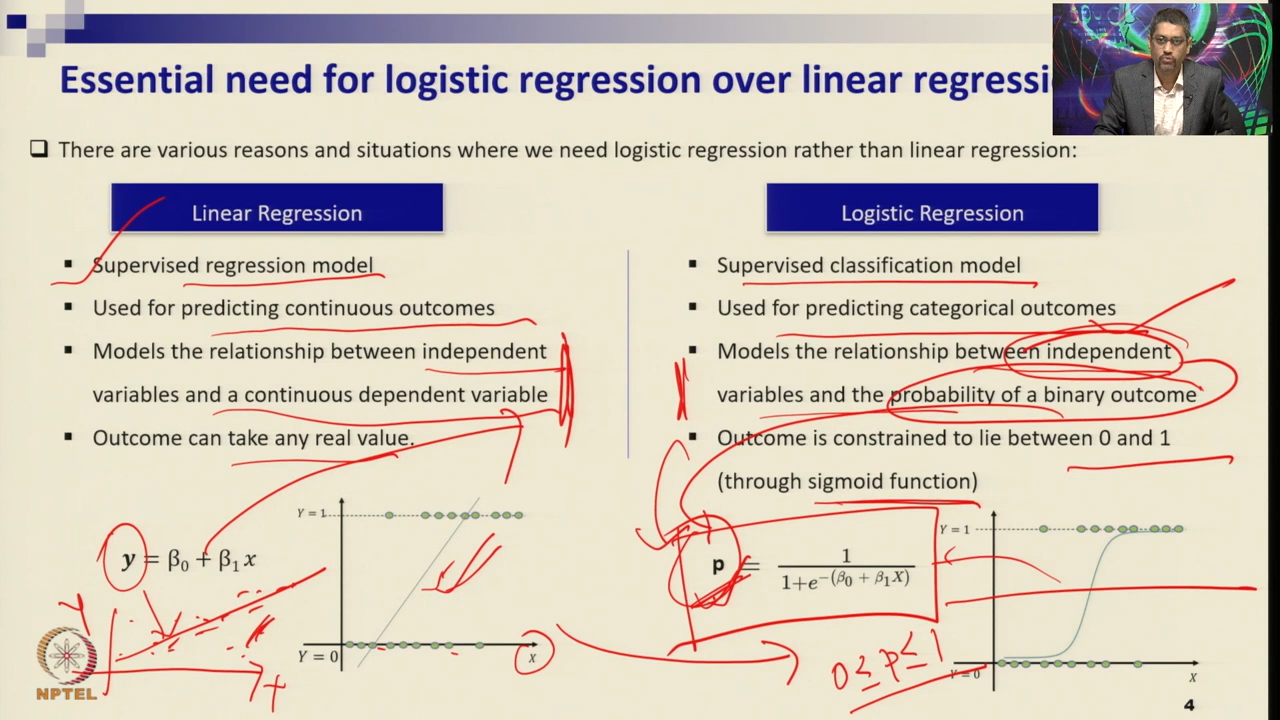 Essential need for logistic regression over linear regressi
❑ There are various reasons and situations where we need logistic regression rather than linear regression:
Linear Regression
▪ Supervised regression model
▪ Used for predicting continuous outcomes
▪ Models the relationship between independent
variables and a continuous dependent variable
▪ Outcome can take any real value.
y = β₀ + β₁x
Y
x
Y = 1
Y = 0
x
Logistic Regression
▪ Supervised classification model
▪ Used for predicting categorical outcomes
▪ Models the relationship between independent
variables and the probability of a binary outcome
▪ Outcome is constrained to lie between 0 and 1
(through sigmoid function)
p = 1 / 1+e^−(β₀ + β₁X)
0 ≤ p ≤ 1
Y = 1
Y = 0
X
NPTEL
4